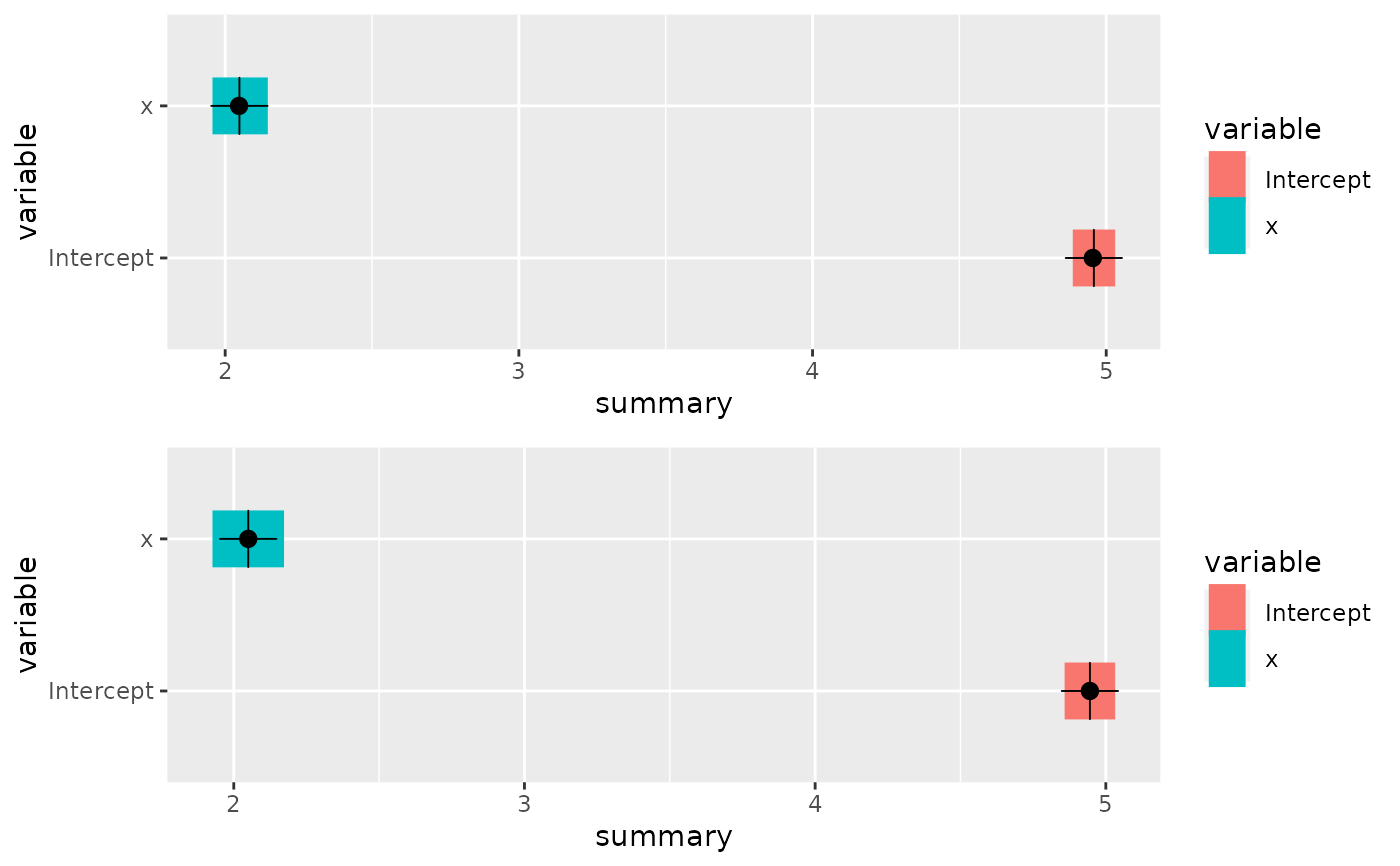 variable
x
Intercept
2 3 4 5
summary
variable
Intercept
x
variable
x
Intercept
2 3 4 5
summary
variable
Intercept
x